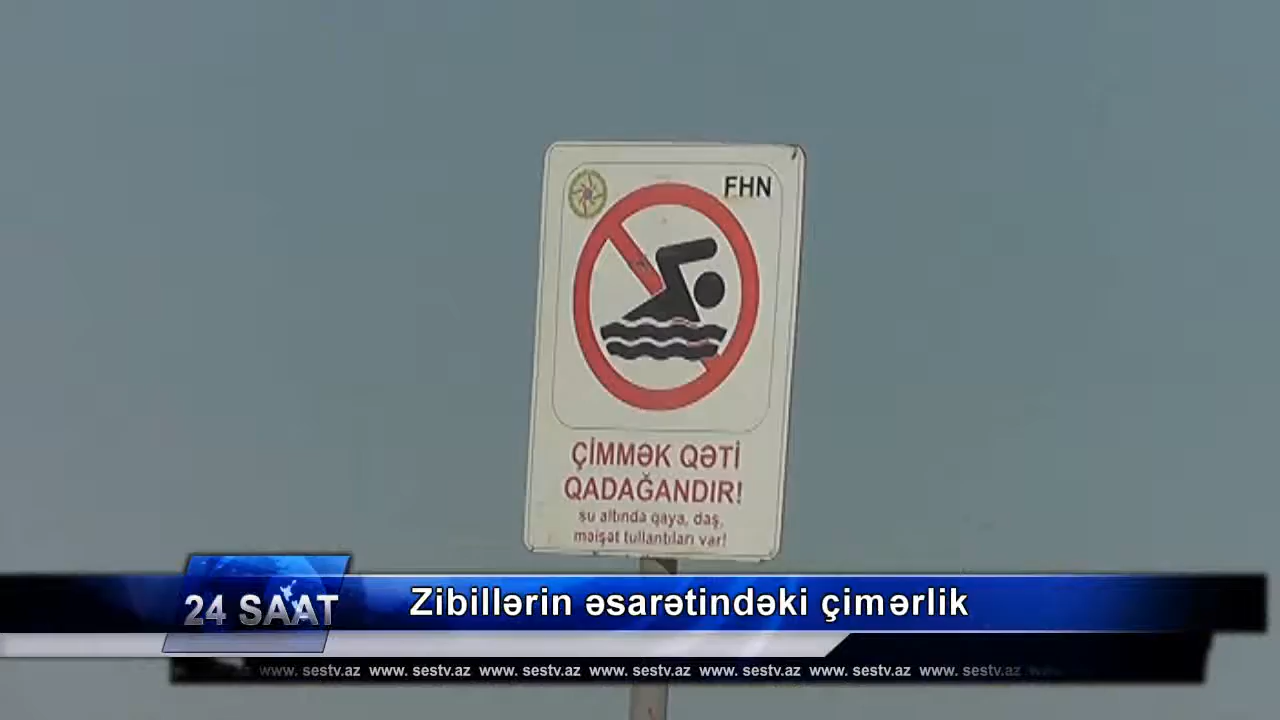 FHN
ÇİMMƏK QƏTİ
QADAĞANDIR!
su altında qaya, daş,
məişət tullantıları var!
24 SAAT
Zibillərin əsarətindəki çimərlik
www. sestv.az www. sestv.az www. sestv.az www. sestv.az www. sestv.az www. sestv.az www. sestv.az